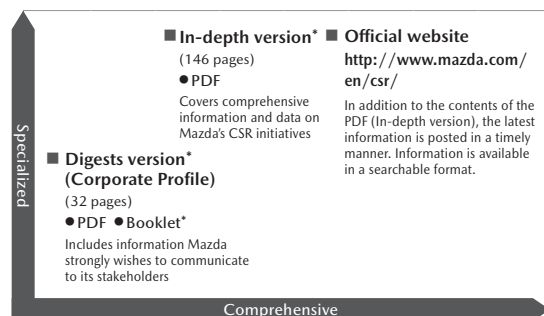 ■ In-depth version*
(146 pages)
● PDF
Covers comprehensive
information and data on
Mazda's CSR initiatives
■ Official website
http://www.mazda.com/
en/csr/
In addition to the contents of the
PDF (In-depth version), the latest
information is posted in a timely
manner. Information is available
in a searchable format.
■ Digests version*
(Corporate Profile)
(32 pages)
● PDF ● Booklet*
Includes information Mazda
strongly wishes to communicate
to its stakeholders
Specialized
Comprehensive